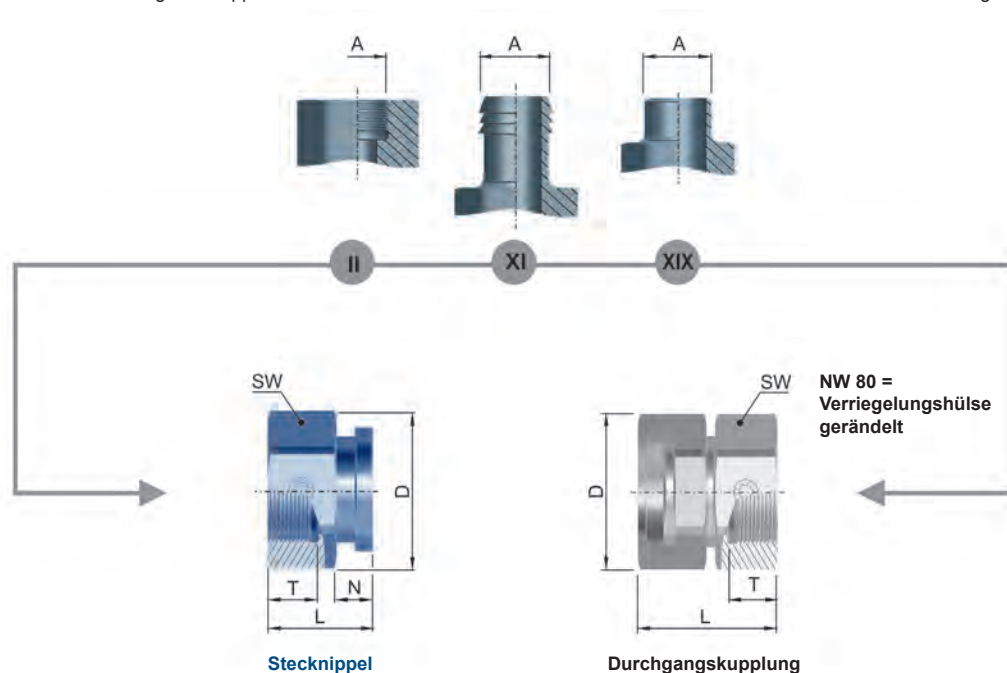 A A A
II XI XIX
SW
D
T N
L
Stecknippel
SW
NW 80 =
Verriegelungshülse
gerändelt
D
T
L
Durchgangskupplung